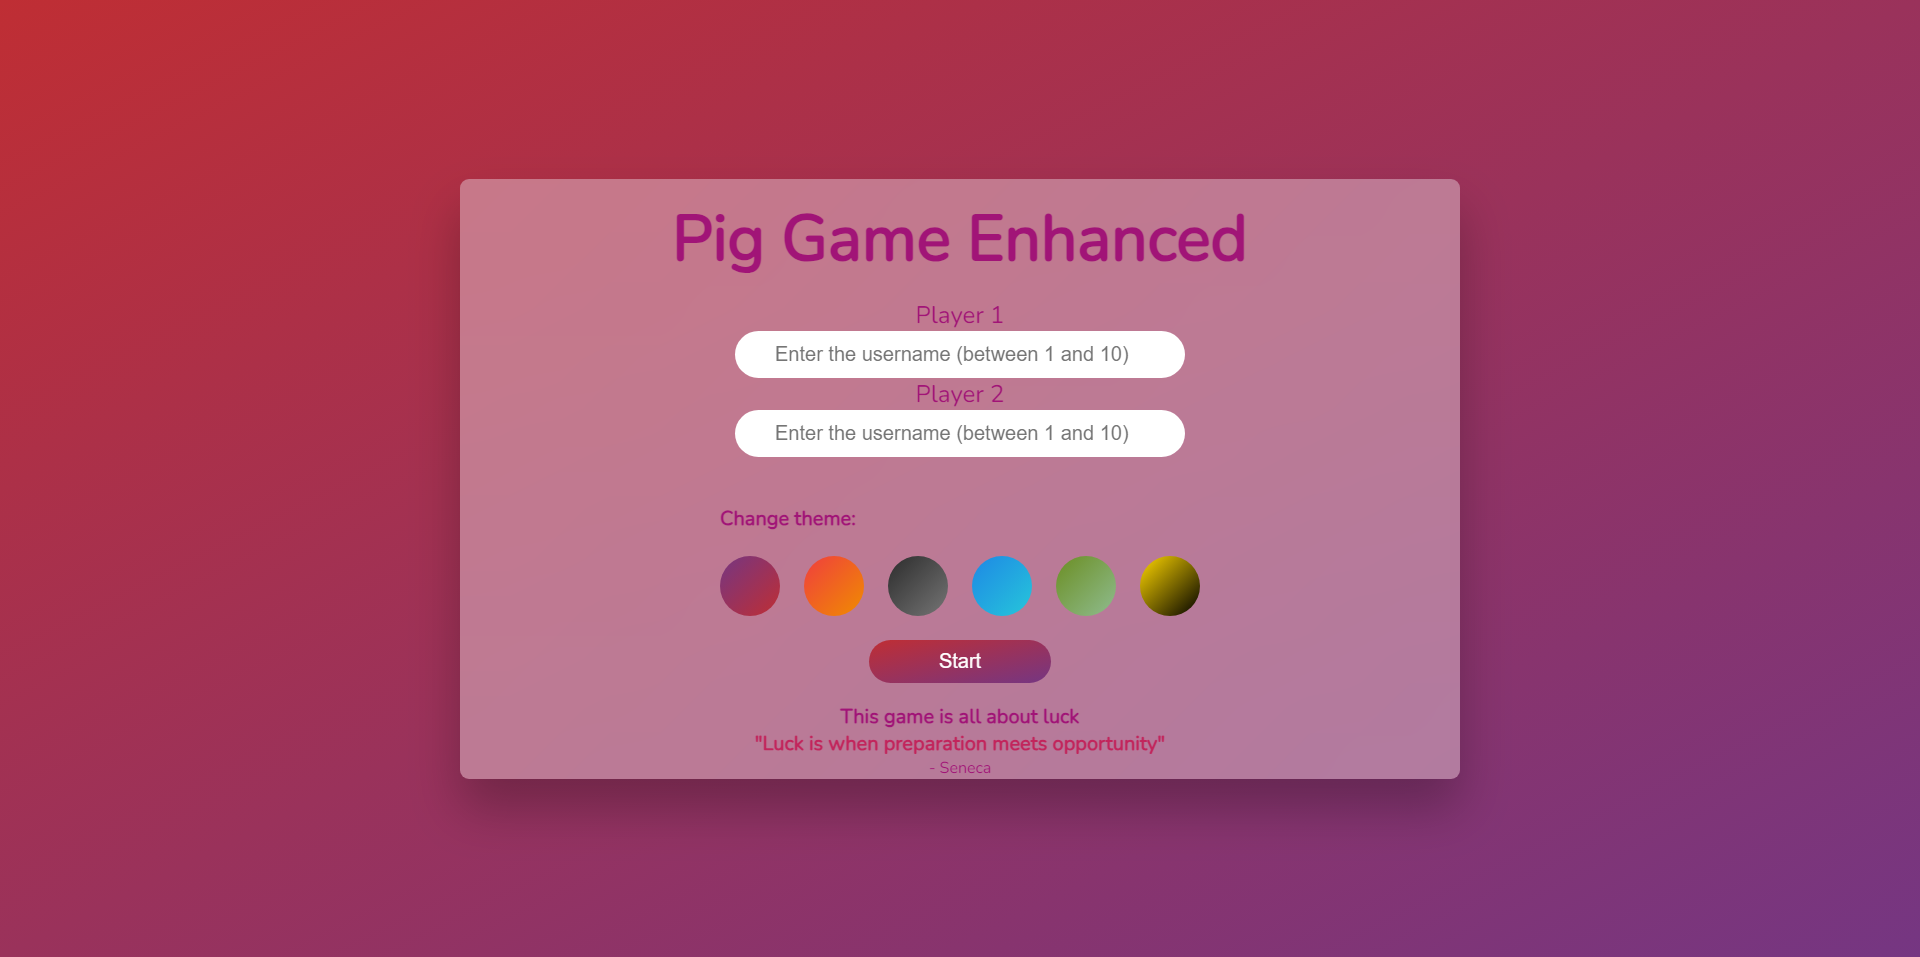 Pig Game Enhanced
Player 1
Enter the username (between 1 and 10)
Player 2
Enter the username (between 1 and 10)
Change theme:
Start
This game is all about luck
"Luck is when preparation meets opportunity"
- Seneca